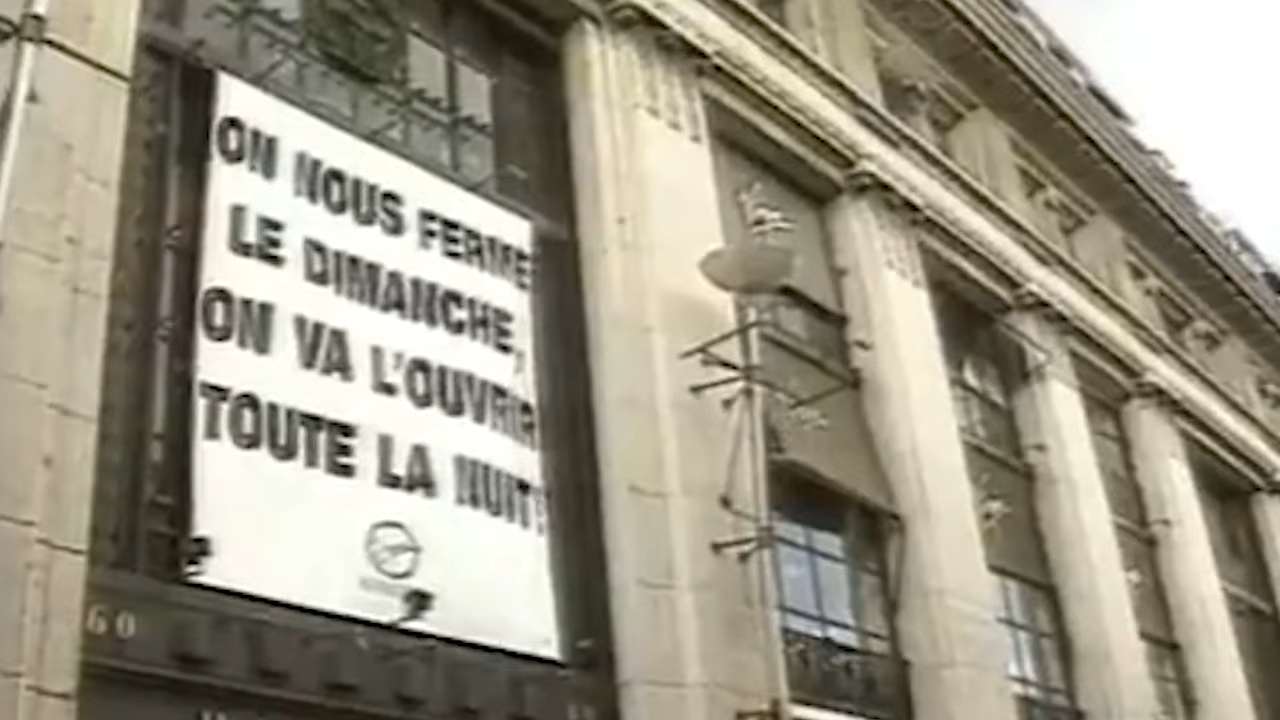 ON NOUS FERME
LE DIMANCHE,
ON VA L'OUVRIR
TOUTE LA NUIT!
60